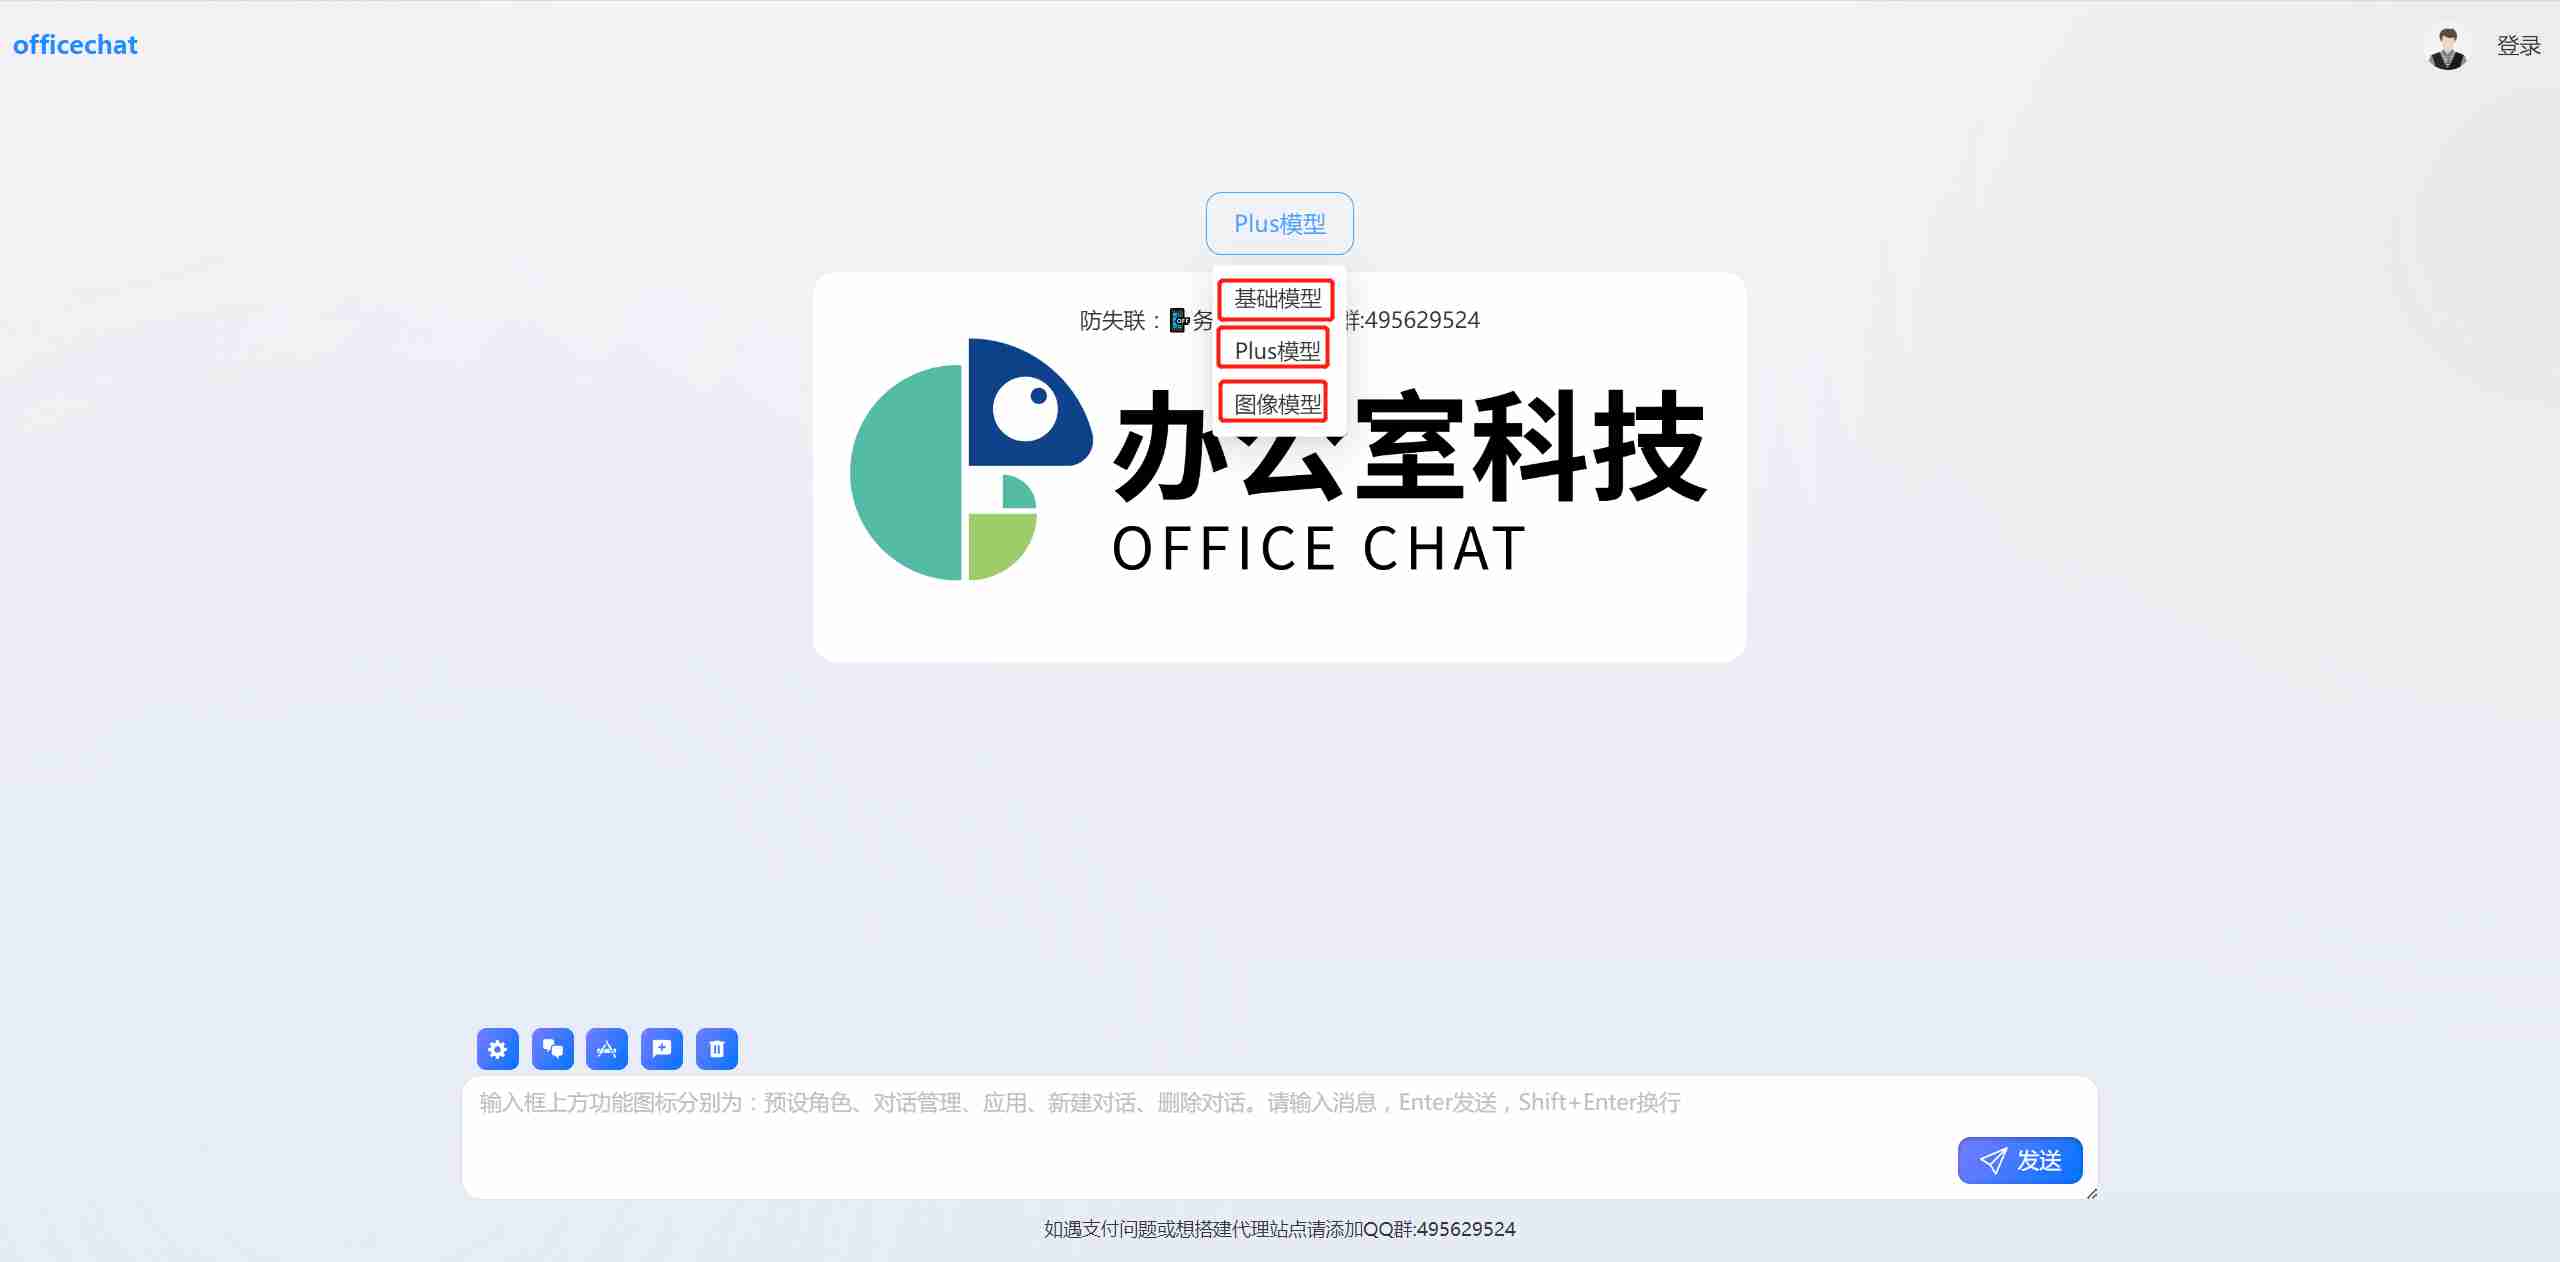 officechat
登录
Plus模型
基础模型
Plus模型
图像模型
防失联：务 群:495629524
办公室科技
OFFICE CHAT
输入框上方功能图标分别为：预设角色、对话管理、应用、新建对话、删除对话。请输入消息，Enter发送，Shift+Enter换行
发送
如遇支付问题或想搭建代理站点请添加QQ群:495629524